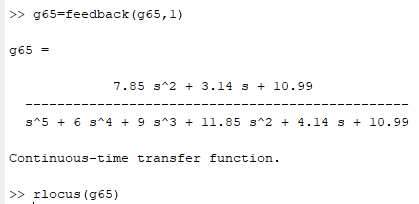 >> g65=feedback(g65,1)
g65 =
7.85 s^2 + 3.14 s + 10.99
-------------------------------------------------
s^5 + 6 s^4 + 9 s^3 + 11.85 s^2 + 4.14 s + 10.99
Continuous-time transfer function.
>> rlocus(g65)